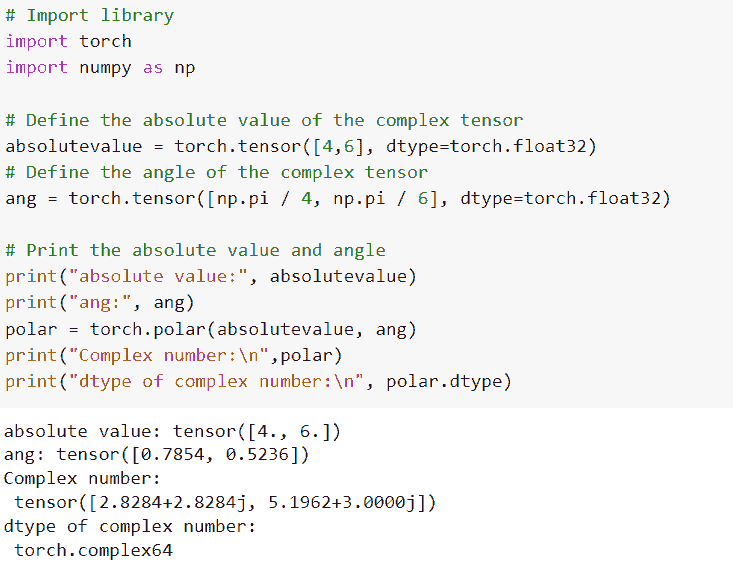 # Import library
import torch
import numpy as np
# Define the absolute value of the complex tensor
absolutevalue = torch.tensor([4,6], dtype=torch.float32)
# Define the angle of the complex tensor
ang = torch.tensor([np.pi / 4, np.pi / 6], dtype=torch.float32)
# Print the absolute value and angle
print("absolute value:", absolutevalue)
print("ang:", ang)
polar = torch.polar(absolutevalue, ang)
print("Complex number:\n",polar)
print("dtype of complex number:\n", polar.dtype)
absolute value: tensor([4., 6.])
ang: tensor([0.7854, 0.5236])
Complex number:
 tensor([2.8284+2.8284j, 5.1962+3.0000j])
dtype of complex number:
 torch.complex64